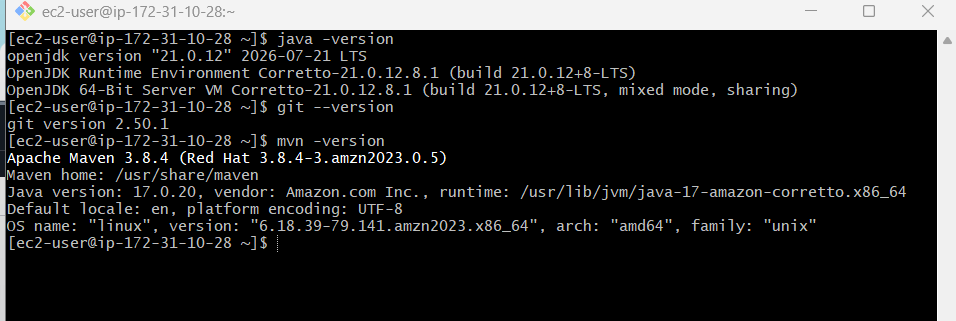 ec2-user@ip-172-31-10-28:~
[ec2-user@ip-172-31-10-28 ~]$ java -version
openjdk version "21.0.12" 2026-07-21 LTS
OpenJDK Runtime Environment Corretto-21.0.12.8.1 (build 21.0.12+8-LTS)
OpenJDK 64-Bit Server VM Corretto-21.0.12.8.1 (build 21.0.12+8-LTS, mixed mode, sharing)
[ec2-user@ip-172-31-10-28 ~]$ git --version
git version 2.50.1
[ec2-user@ip-172-31-10-28 ~]$ mvn -version
Apache Maven 3.8.4 (Red Hat 3.8.4-3.amzn2023.0.5)
Maven home: /usr/share/maven
Java version: 17.0.20, vendor: Amazon.com Inc., runtime: /usr/lib/jvm/java-17-amazon-corretto.x86_64
Default locale: en, platform encoding: UTF-8
OS name: "linux", version: "6.18.39-79.141.amzn2023.x86_64", arch: "amd64", family: "unix"
[ec2-user@ip-172-31-10-28 ~]$